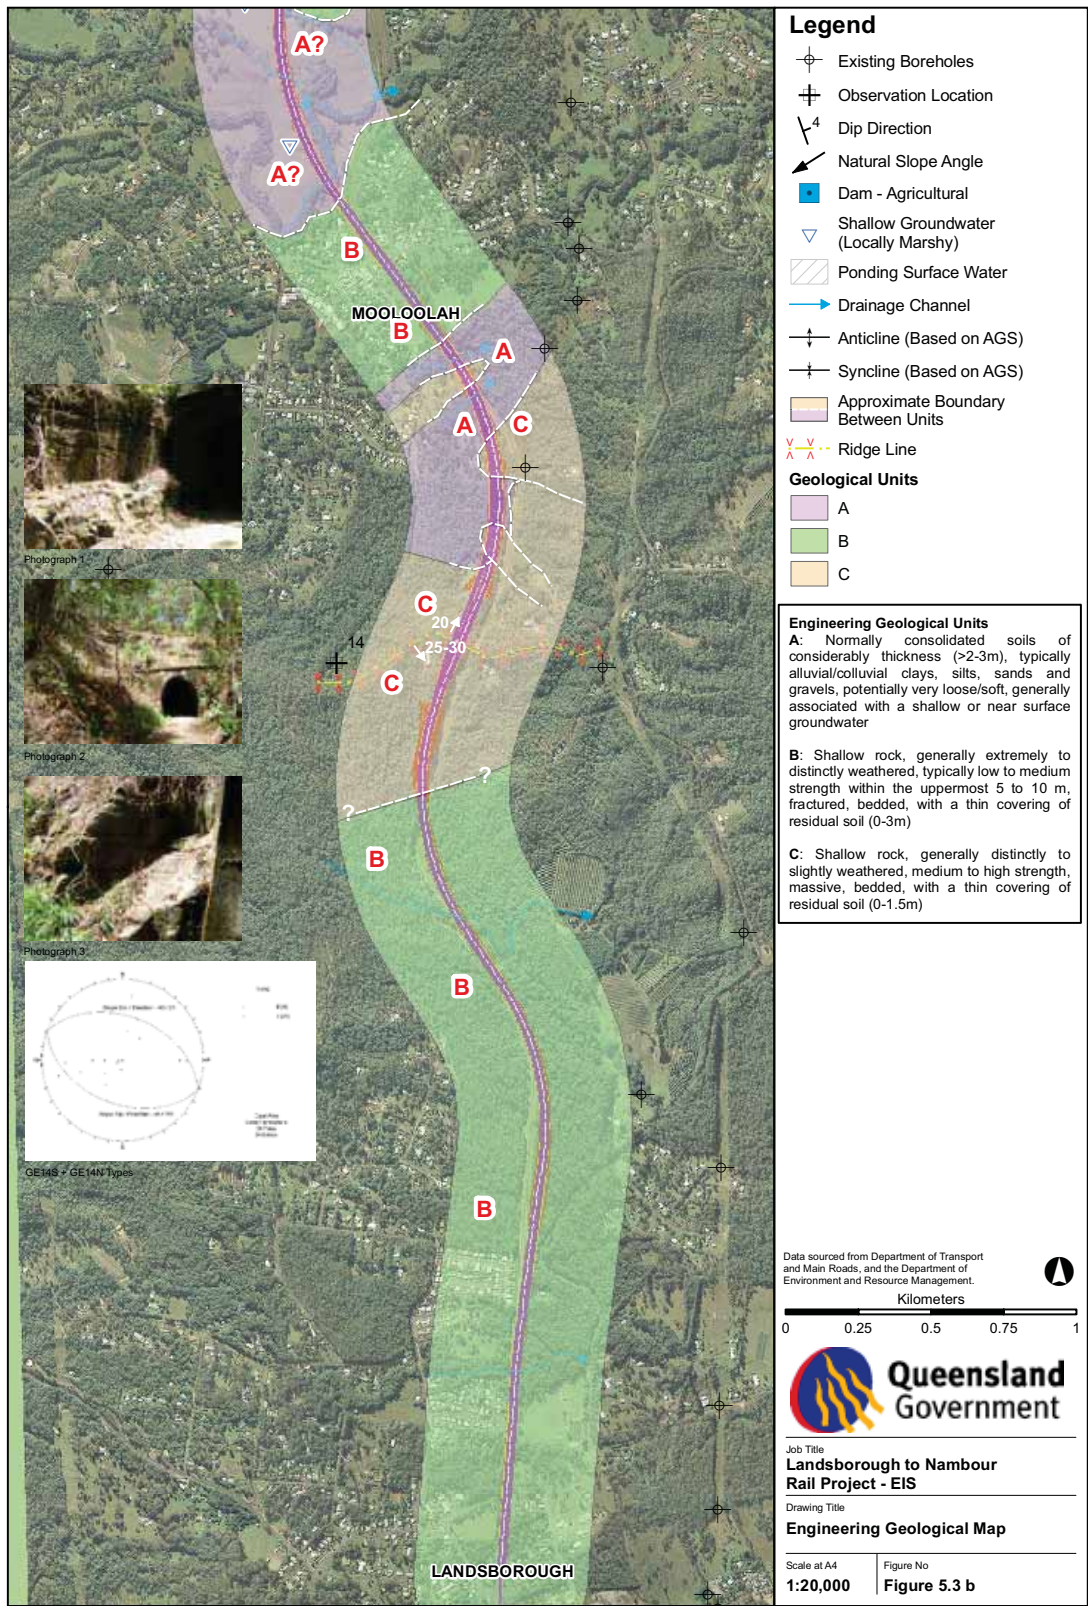 A?
A?
B
MOOLOOLAH
B
A
A
C
C
20
25-30
14
C
?
?
B
B
B
LANDSBOROUGH
Photograph 1
Photograph 2
Photograph 3
GE14S + GE14N Types
Legend
Existing Boreholes
Observation Location
4
Dip Direction
Natural Slope Angle
Dam - Agricultural
Shallow Groundwater
(Locally Marshy)
Ponding Surface Water
Drainage Channel
Anticline (Based on AGS)
Syncline (Based on AGS)
Approximate Boundary
Between Units
Ridge Line
Geological Units
A
B
C
Engineering Geological Units
A: Normally consolidated soils of
considerably thickness (>2-3m), typically
alluvial/colluvial clays, silts, sands and
gravels, potentially very loose/soft, generally
associated with a shallow or near surface
groundwater
B: Shallow rock, generally extremely to
distinctly weathered, typically low to medium
strength within the uppermost 5 to 10 m,
fractured, bedded, with a thin covering of
residual soil (0-3m)
C: Shallow rock, generally distinctly to
slightly weathered, medium to high strength,
massive, bedded, with a thin covering of
residual soil (0-1.5m)
Data sourced from Department of Transport
and Main Roads, and the Department of
Environment and Resource Management.
Kilometers
0 0.25 0.5 0.75 1
Queensland
Government
Job Title
Landsborough to Nambour
Rail Project - EIS
Drawing Title
Engineering Geological Map
Scale at A4
1:20,000
Figure No
Figure 5.3 b